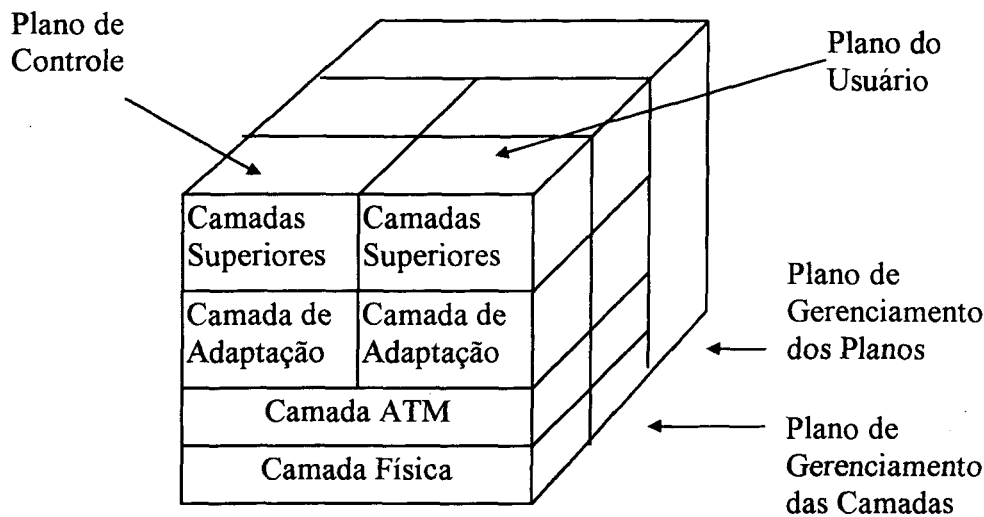 Plano de
Controle
Plano do
Usuário
Camadas
Superiores
Camadas
Superiores
Camada de
Adaptação
Camada de
Adaptação
Camada ATM
Camada Física
Plano de
Gerenciamento
dos Planos
Plano de
Gerenciamento
das Camadas